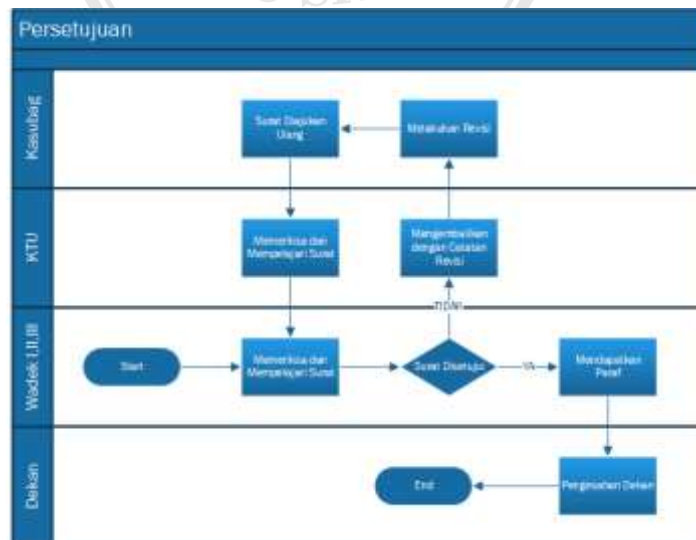 Persetujuan
Kasubag
Surat Diajukan
Ulang
Melakukan Revisi
KTU
Memeriksa dan
Mempelajari Surat
Mengembalikan
dengan Catatan
Revisi
TIDAK
Wadek I,II,III
Start
Memeriksa dan
Mempelajari Surat
Surat Disetujui
YA
Mendapatkan
Paraf
Dekan
End
Pengesahan Dekan